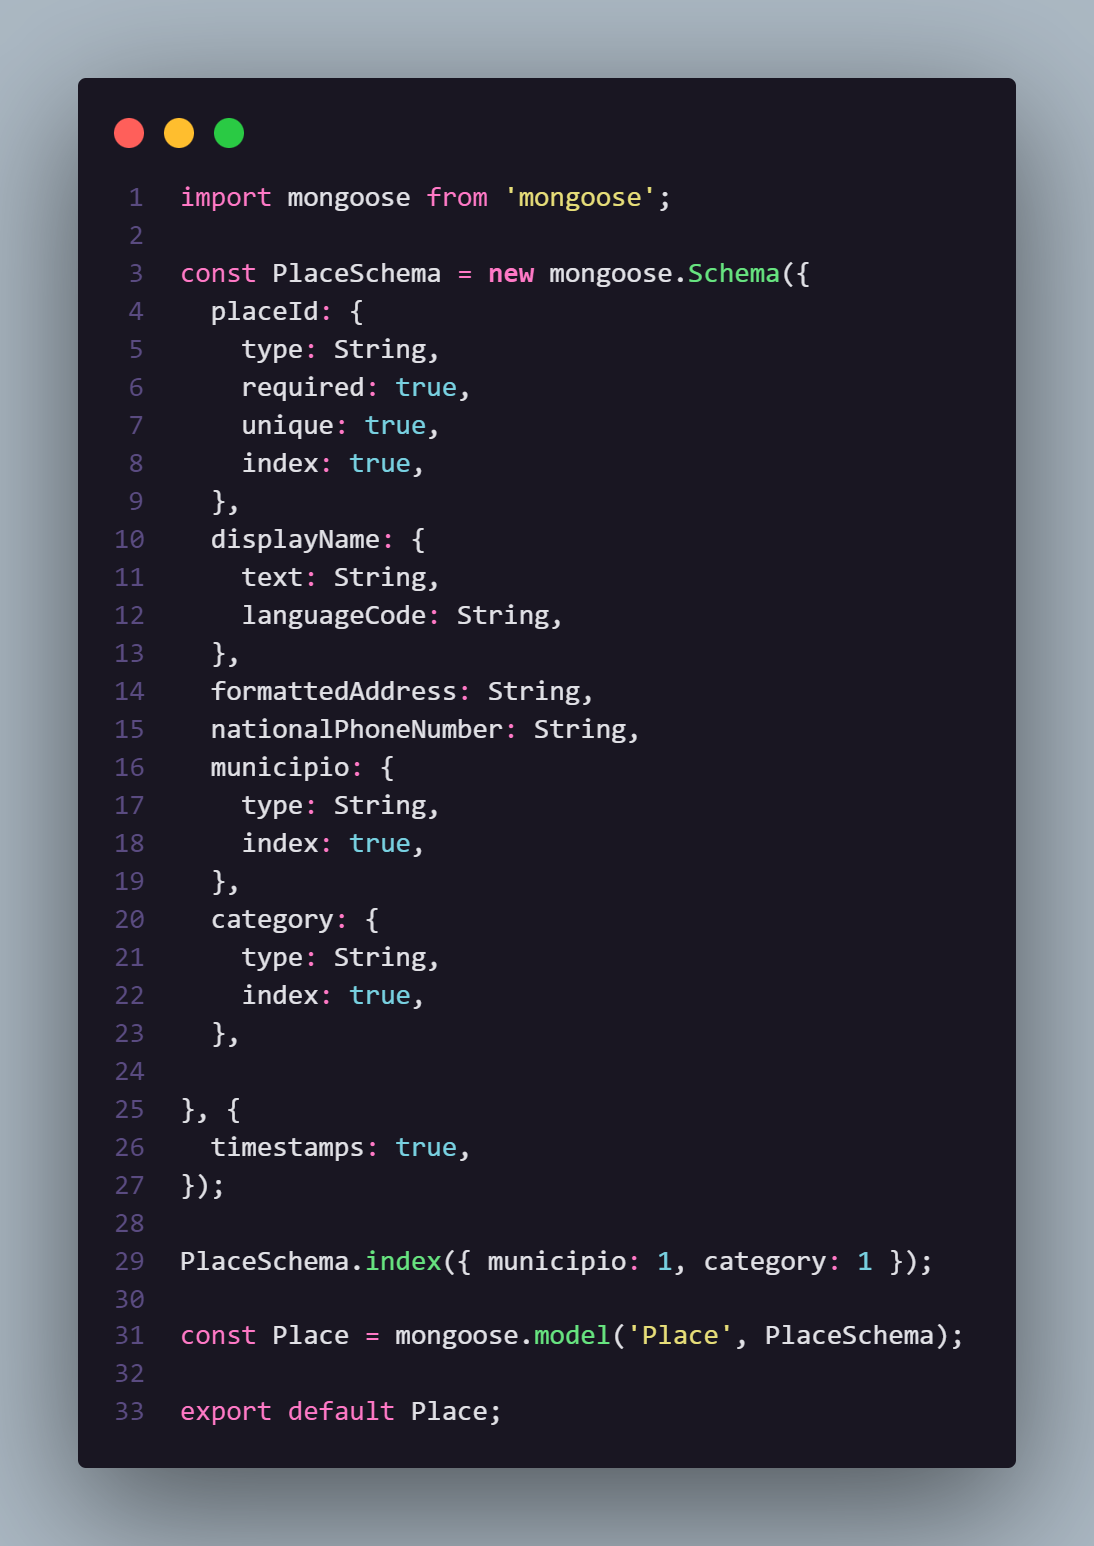 1 import mongoose from 'mongoose';
2
3 const PlaceSchema = new mongoose.Schema({
4   placeId: {
5     type: String,
6     required: true,
7     unique: true,
8     index: true,
9   },
10   displayName: {
11     text: String,
12     languageCode: String,
13   },
14   formattedAddress: String,
15   nationalPhoneNumber: String,
16   municipio: {
17     type: String,
18     index: true,
19   },
20   category: {
21     type: String,
22     index: true,
23   },
24
25 }, {
26   timestamps: true,
27 });
28
29 PlaceSchema.index({ municipio: 1, category: 1 });
30
31 const Place = mongoose.model('Place', PlaceSchema);
32
33 export default Place;